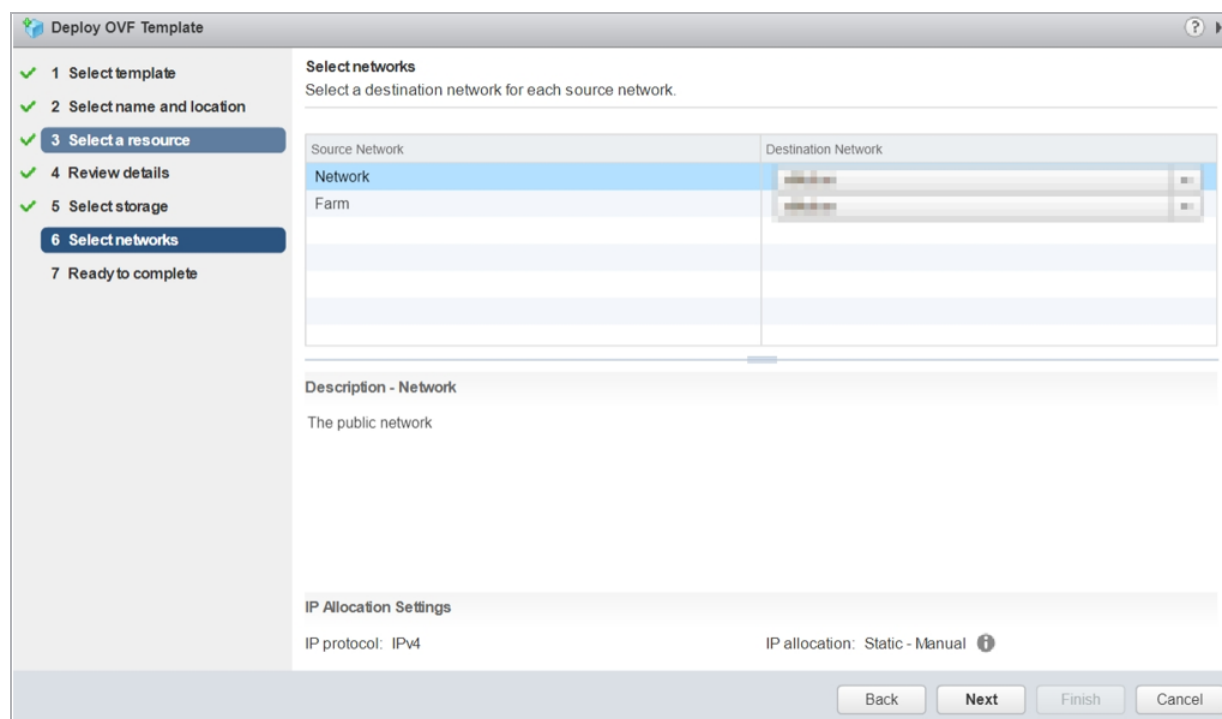 Deploy OVF Template
?
1 Select template
2 Select name and location
3 Select a resource
4 Review details
5 Select storage
6 Select networks
7 Ready to complete
Select networks
Select a destination network for each source network.
Source Network Destination Network
Network
Farm
Description - Network
The public network
IP Allocation Settings
IP protocol: IPv4 IP allocation: Static - Manual i
Back Next Finish Cancel